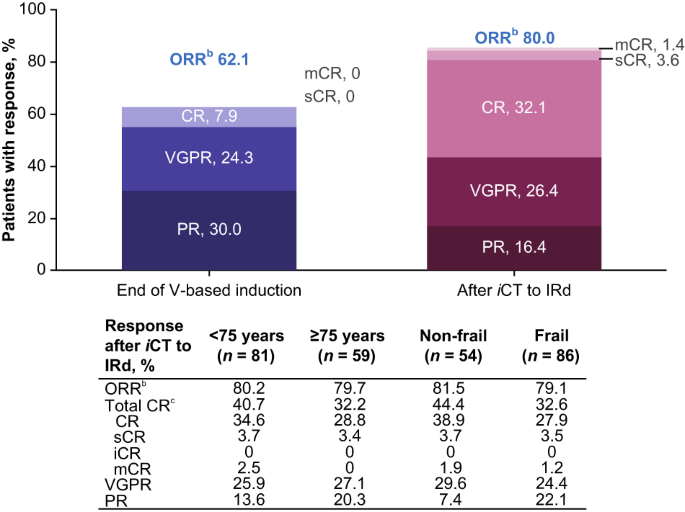 Patients with response, %
100
80
60
40
20
0
ORRb 62.1
mCR, 0
sCR, 0
CR, 7.9
VGPR, 24.3
PR, 30.0
End of V-based induction
ORRb 80.0
mCR, 1.4
sCR, 3.6
CR, 32.1
VGPR, 26.4
PR, 16.4
After iCT to IRd
Response after iCT to IRd, % <75 years (n = 81) ≥75 years (n = 59) Non-frail (n = 54) Frail (n = 86)
ORRb 80.2 79.7 81.5 79.1
Total CRc 40.7 32.2 44.4 32.6
CR 34.6 28.8 38.9 27.9
sCR 3.7 3.4 3.7 3.5
iCR 0 0 0 0
mCR 2.5 0 1.9 1.2
VGPR 25.9 27.1 29.6 24.4
PR 13.6 20.3 7.4 22.1